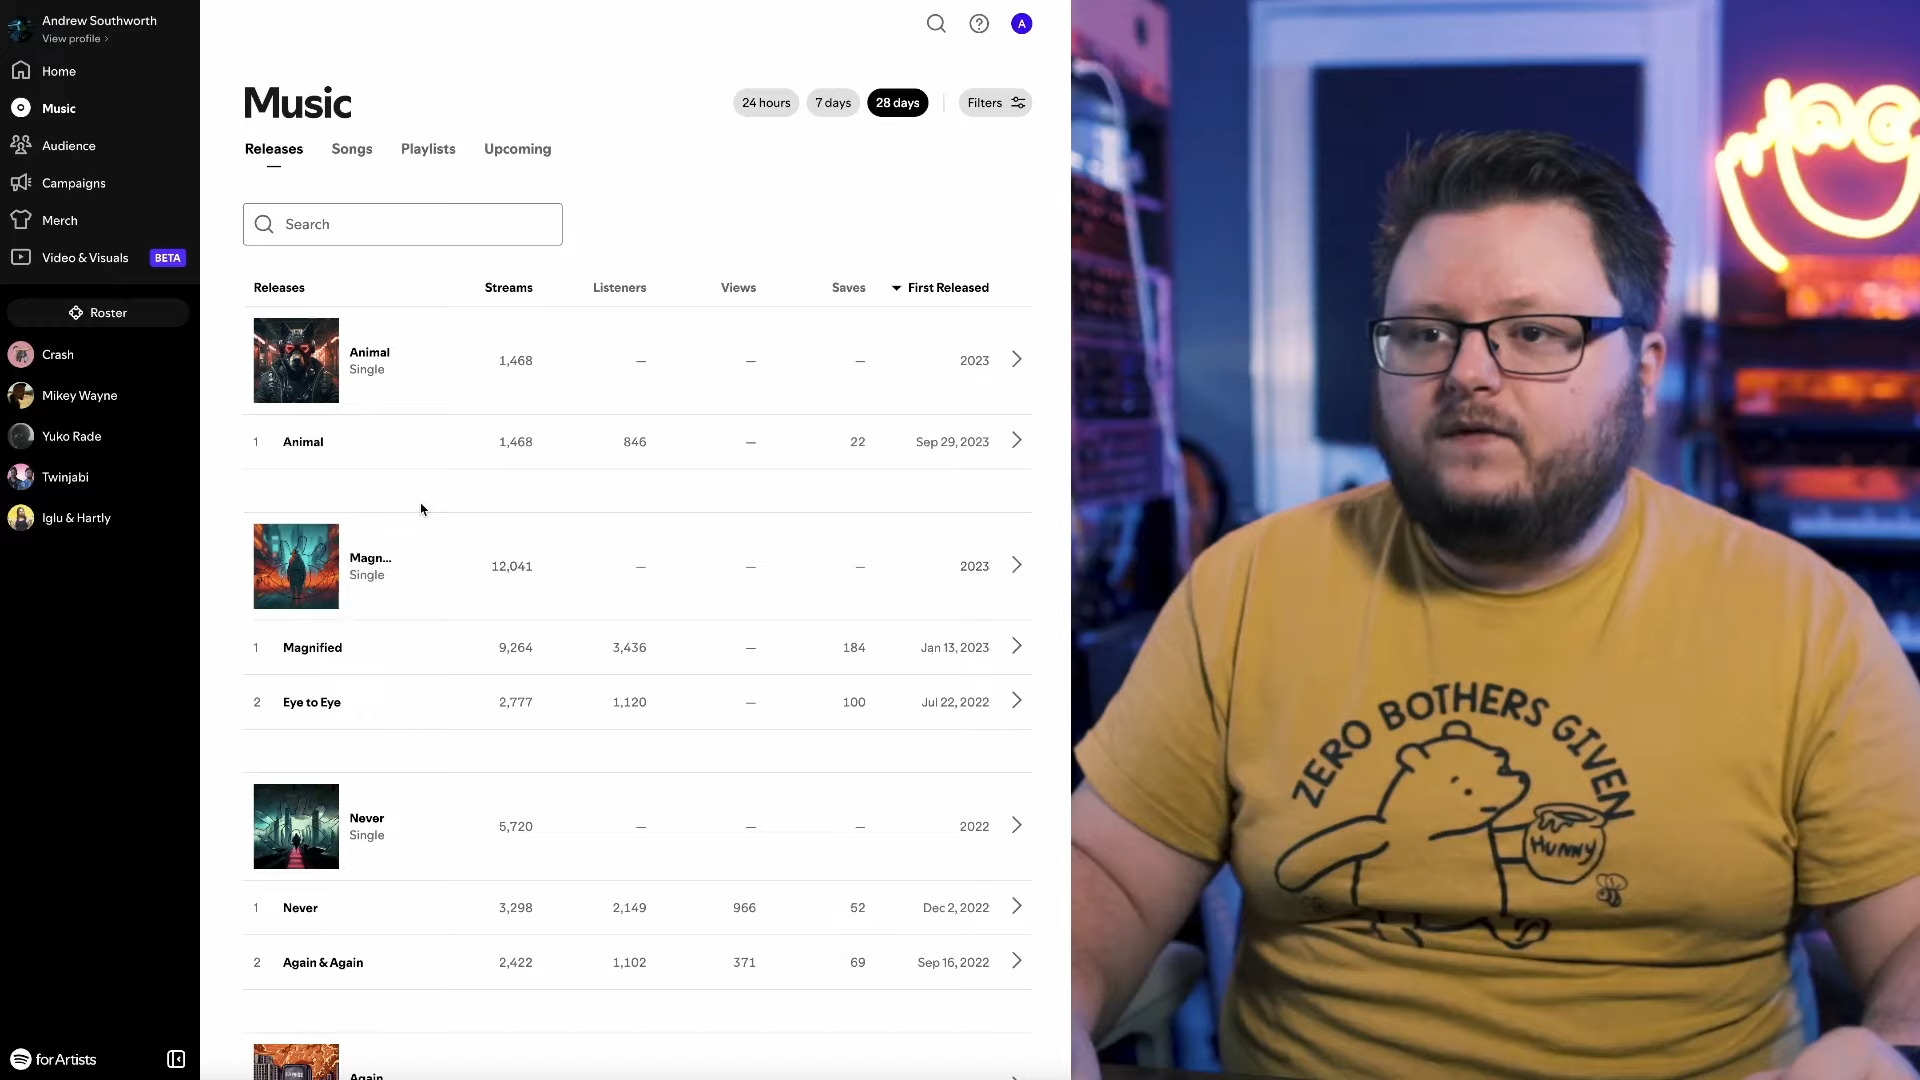 Andrew Southworth
View profile
Home
Music
Audience
Campaigns
Merch
Video & Visuals BETA
Roster
Crash
Mikey Wayne
Yuko Rade
Twinjabi
Iglu & Hartly
for Artists
A
Music
24 hours 7 days 28 days Filters
Releases Songs Playlists Upcoming
Search
Releases Streams Listeners Views Saves First Released
Animal
Single
1,468 — — — 2023
1 Animal 1,468 846 — 22 Sep 29, 2023
Magn...
Single
12,041 — — — 2023
1 Magnified 9,264 3,436 — 184 Jan 13, 2023
2 Eye to Eye 2,777 1,120 — 100 Jul 22, 2022
Never
Single
5,720 — — — 2022
1 Never 3,298 2,149 966 52 Dec 2, 2022
2 Again & Again 2,422 1,102 371 69 Sep 16, 2022
Again
ZERO BOTHERS GIVEN
HUNNY